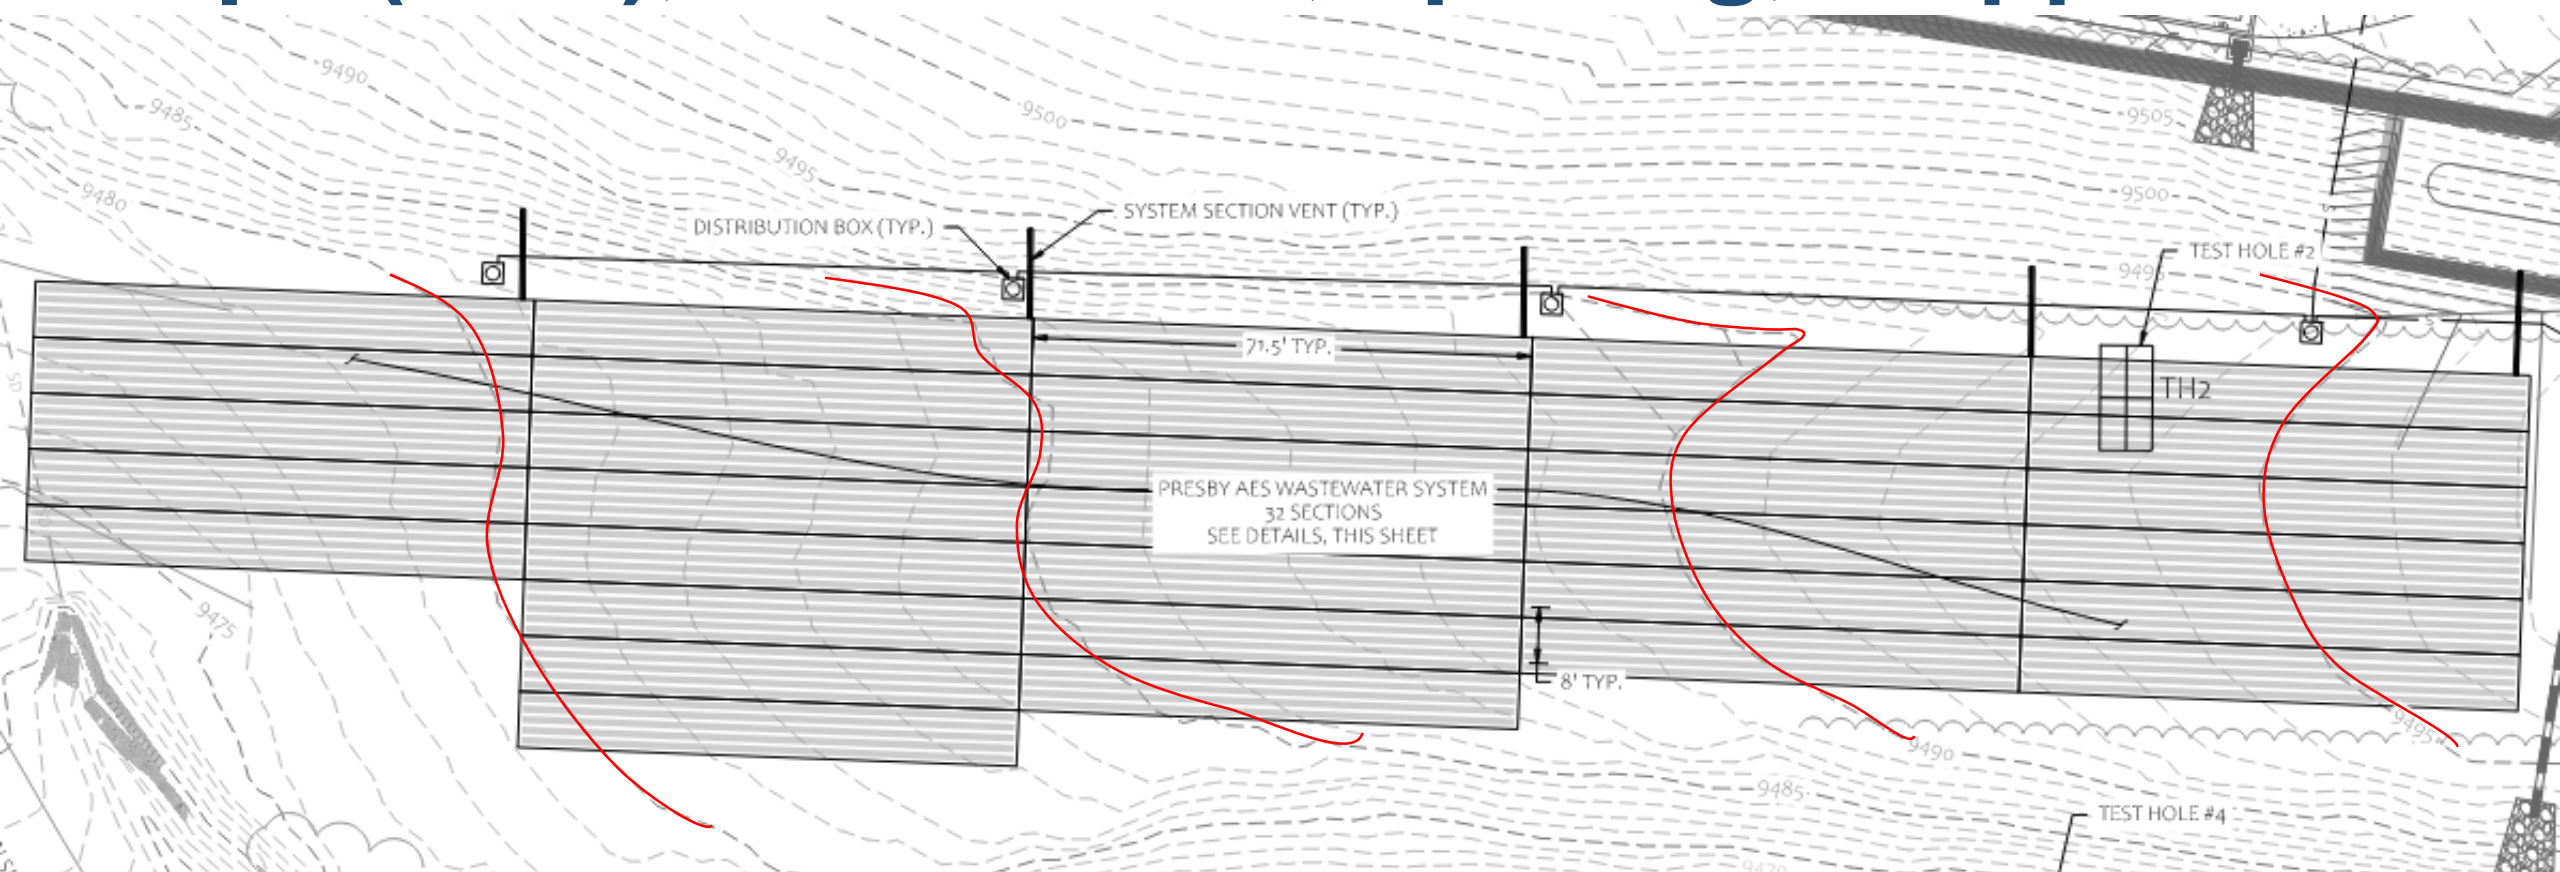 9490
9485
9480
9495
9500
9505
9500
9495
DISTRIBUTION BOX (TYP.)
SYSTEM SECTION VENT (TYP.)
TEST HOLE #2
71.5' TYP.
TH2
PRESBY AES WASTEWATER SYSTEM
32 SECTIONS
SEE DETAILS, THIS SHEET
8' TYP.
9475
9495
9490
9485
TEST HOLE #4
9470